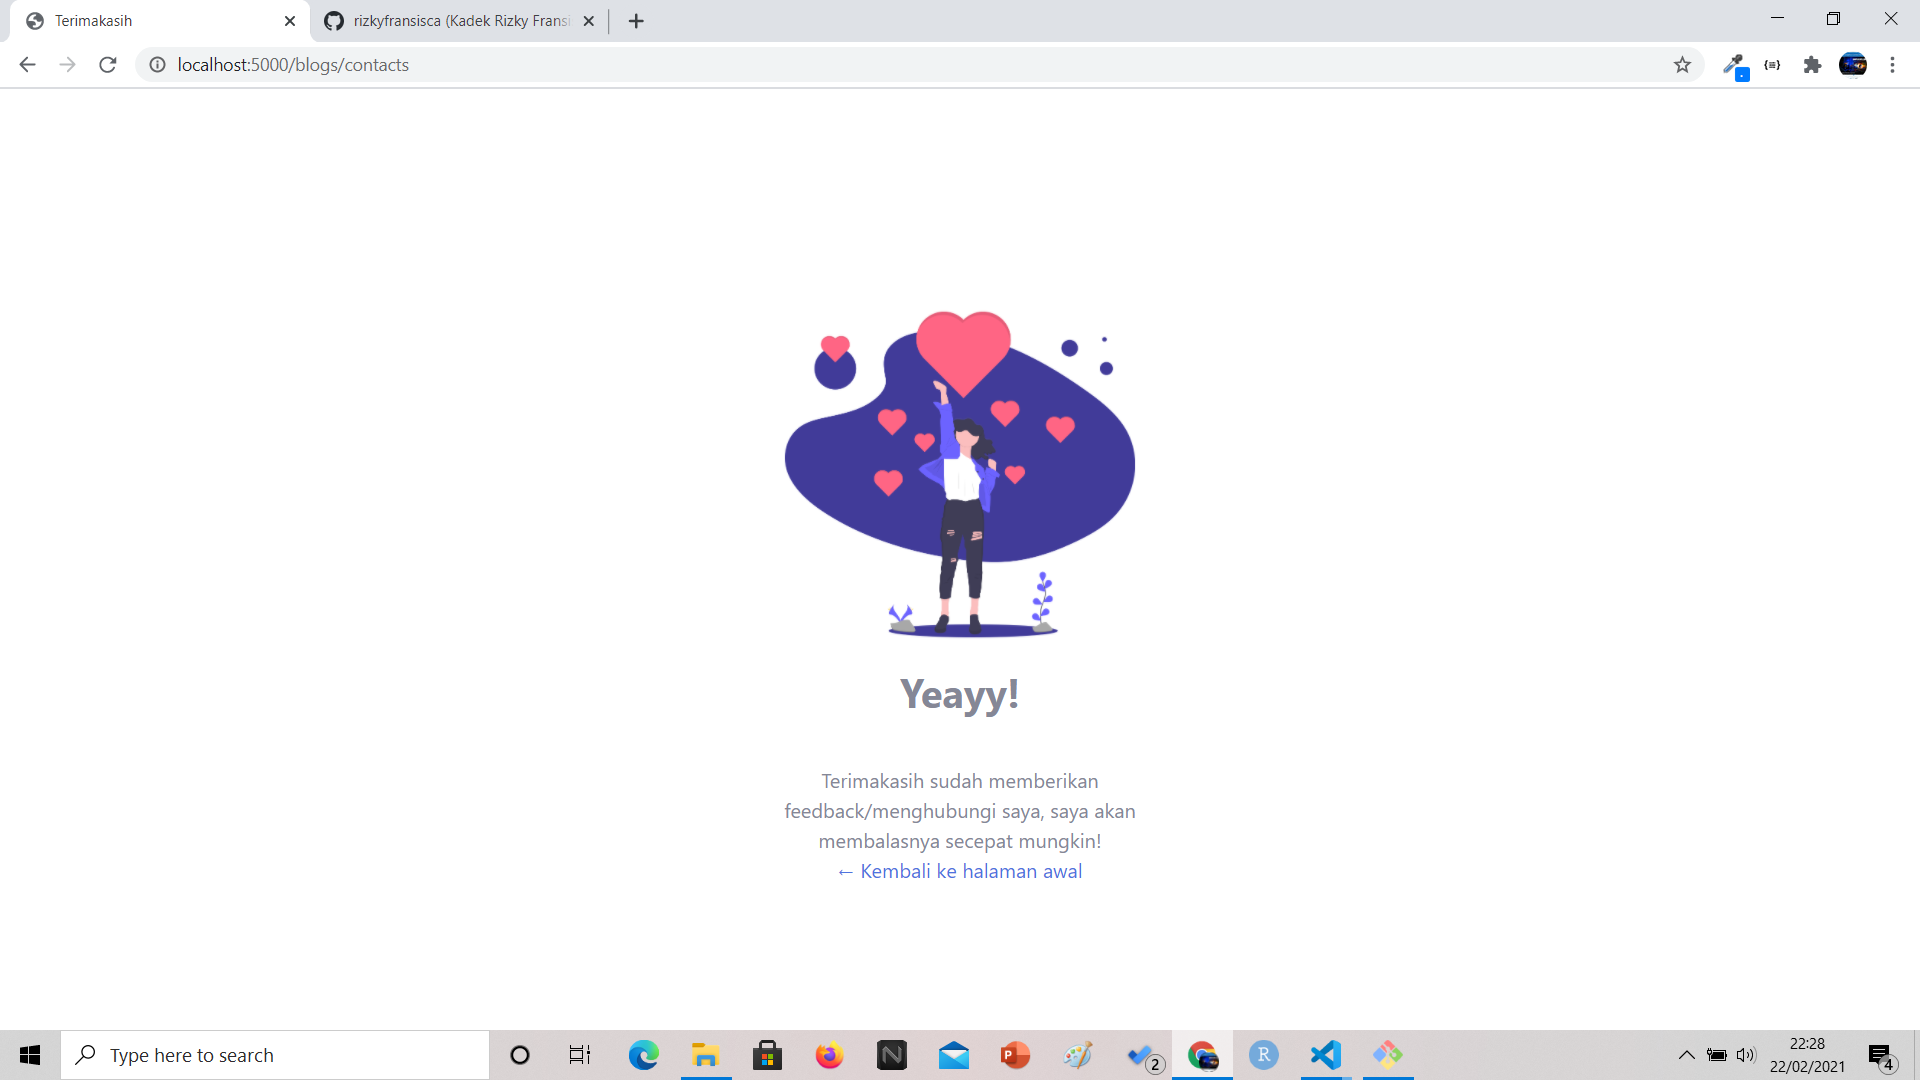 Terimakasih
rizkyfransisca (Kadek Rizky Fransi
localhost:5000/blogs/contacts
Yeayy!
Terimakasih sudah memberikan
feedback/menghubungi saya, saya akan
membalasnya secepat mungkin!
← Kembali ke halaman awal
Type here to search
2
R
22:28
22/02/2021
4